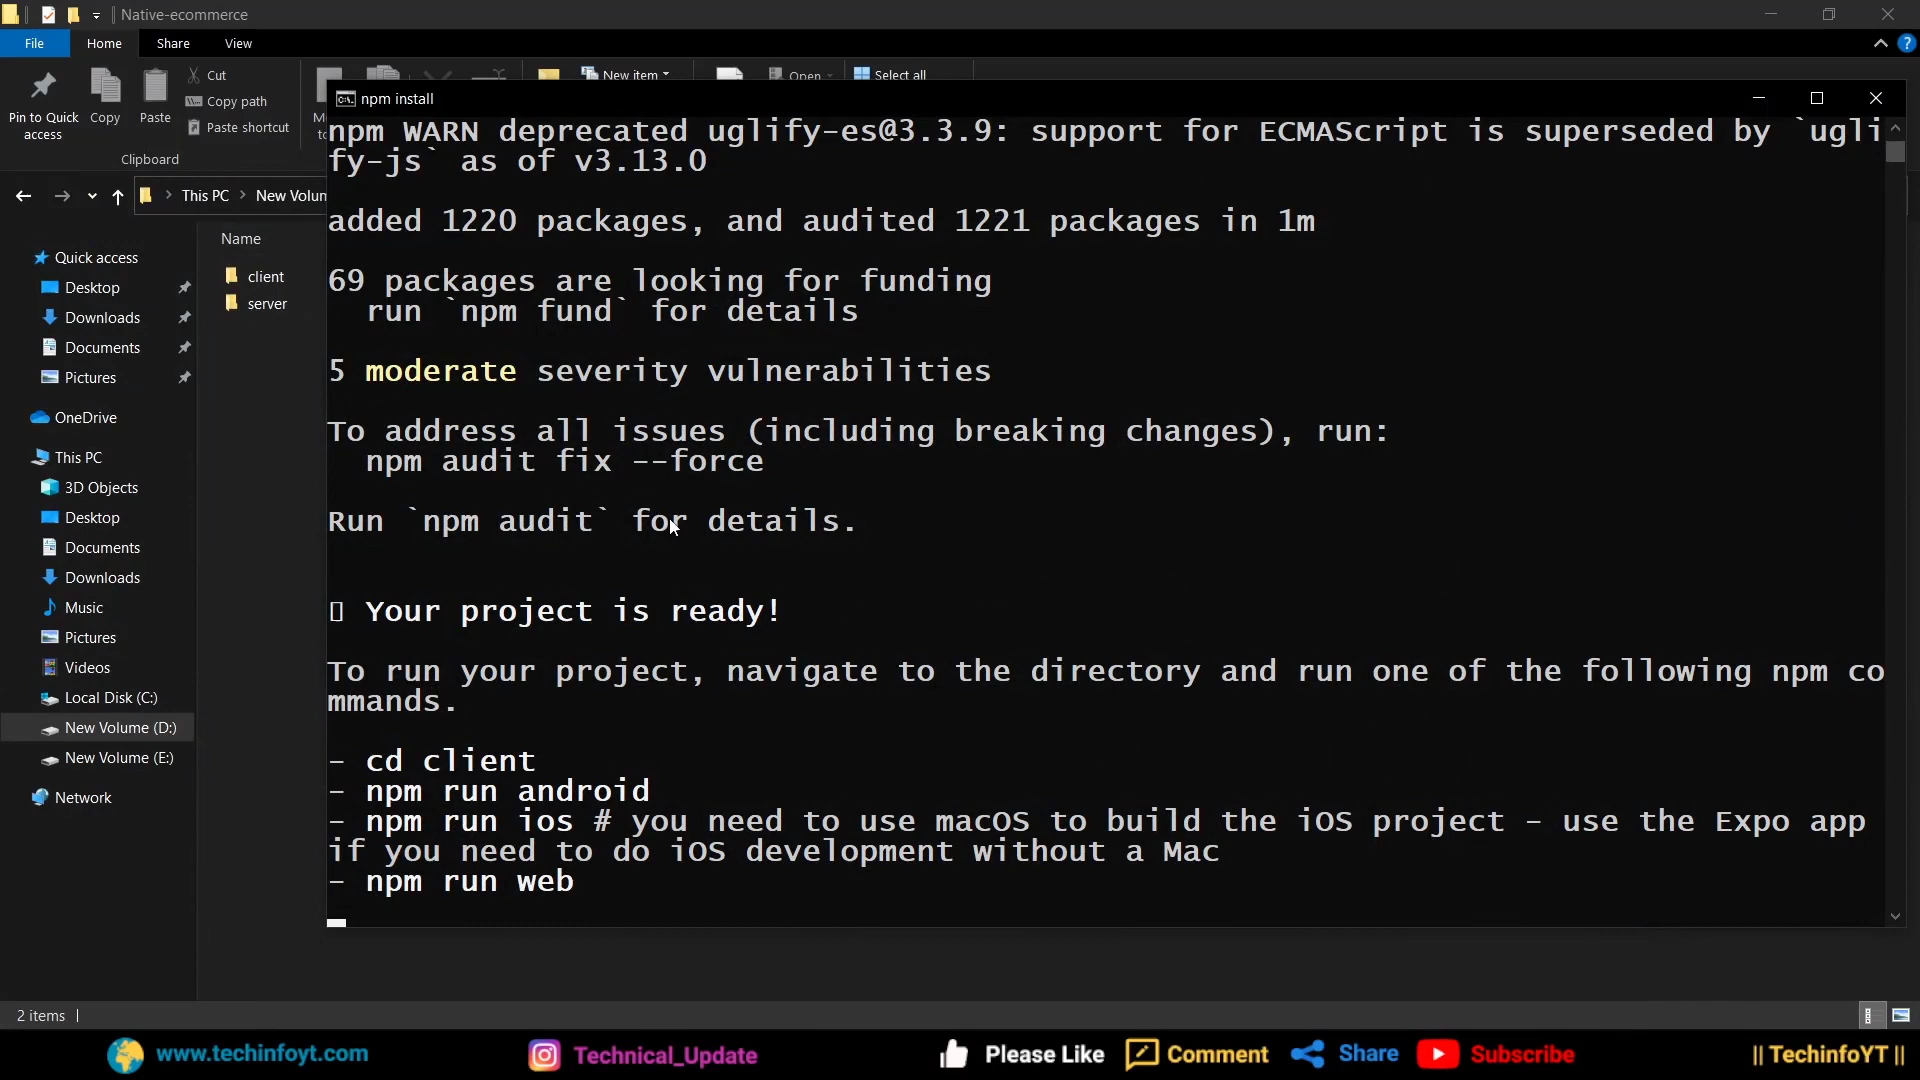 Native-ecommerce
File
Home
Share
View
Pin to Quick
access
Copy
Paste
Cut
Copy path
Paste shortcut
New item
Open
Select all
Clipboard
This PC
New Volum
Name
client
server
Quick access
Desktop
Downloads
Documents
Pictures
OneDrive
This PC
3D Objects
Desktop
Documents
Downloads
Music
Pictures
Videos
Local Disk (C:)
New Volume (D:)
New Volume (E:)
Network
npm install
npm WARN deprecated uglify-es@3.3.9: support for ECMAScript is superseded by `ugli
fy-js` as of v3.13.0
added 1220 packages, and audited 1221 packages in 1m
69 packages are looking for funding
run `npm fund` for details
5 moderate severity vulnerabilities
To address all issues (including breaking changes), run:
npm audit fix --force
Run `npm audit` for details.
Your project is ready!
To run your project, navigate to the directory and run one of the following npm co
mmands.
- cd client
- npm run android
- npm run ios # you need to use macOS to build the iOS project - use the Expo app
if you need to do iOS development without a Mac
- npm run web
2 items
www.techinfoyt.com
Technical_Update
Please Like
Comment
Share
Subscribe
|| TechinfoYT ||